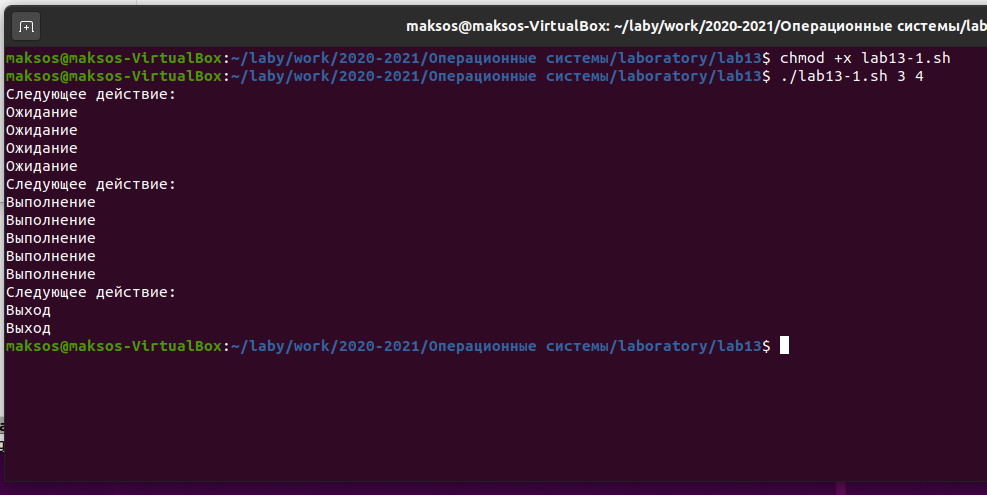 maksos@maksos-VirtualBox: ~/laby/work/2020-2021/Операционные системы/lab
maksos@maksos-VirtualBox:~/laby/work/2020-2021/Операционные системы/laboratory/lab13$ chmod +x lab13-1.sh
maksos@maksos-VirtualBox:~/laby/work/2020-2021/Операционные системы/laboratory/lab13$ ./lab13-1.sh 3 4
Следующее действие:
Ожидание
Ожидание
Ожидание
Ожидание
Следующее действие:
Выполнение
Выполнение
Выполнение
Выполнение
Выполнение
Следующее действие:
Выход
Выход
maksos@maksos-VirtualBox:~/laby/work/2020-2021/Операционные системы/laboratory/lab13$